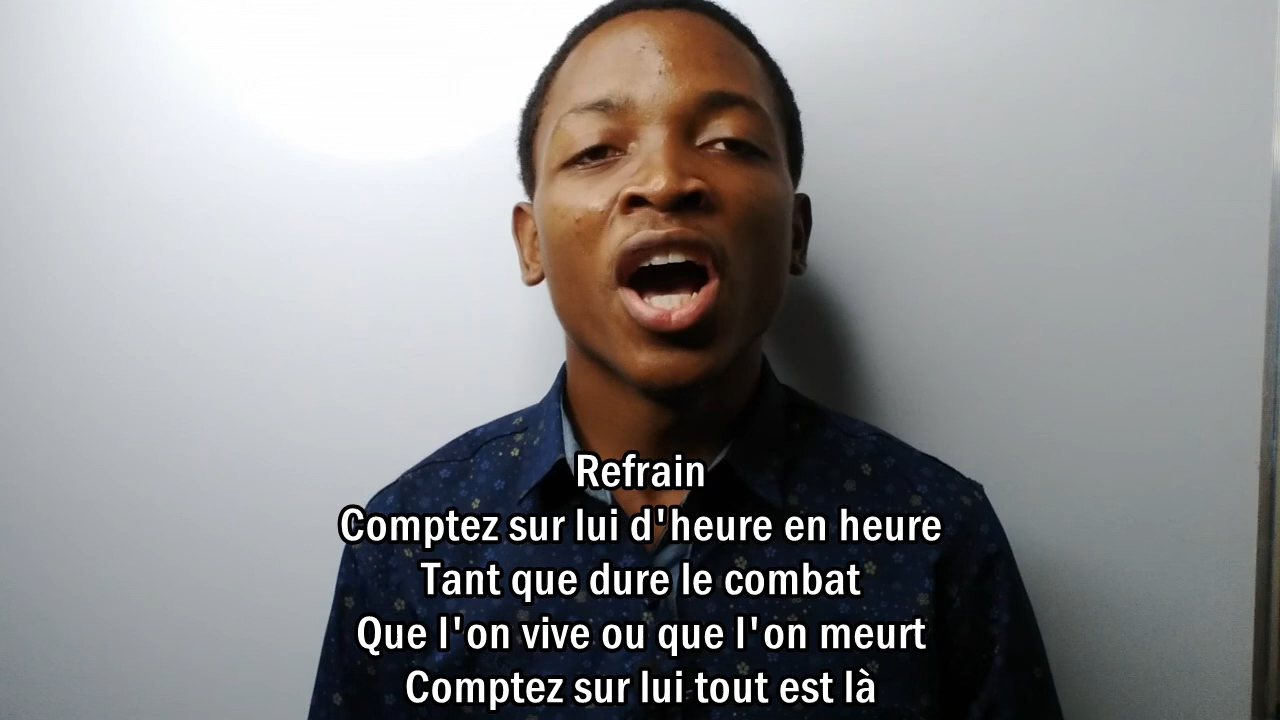 Refrain
Comptez sur lui d'heure en heure
Tant que dure le combat
Que l'on vive ou que l'on meurt
Comptez sur lui tout est là